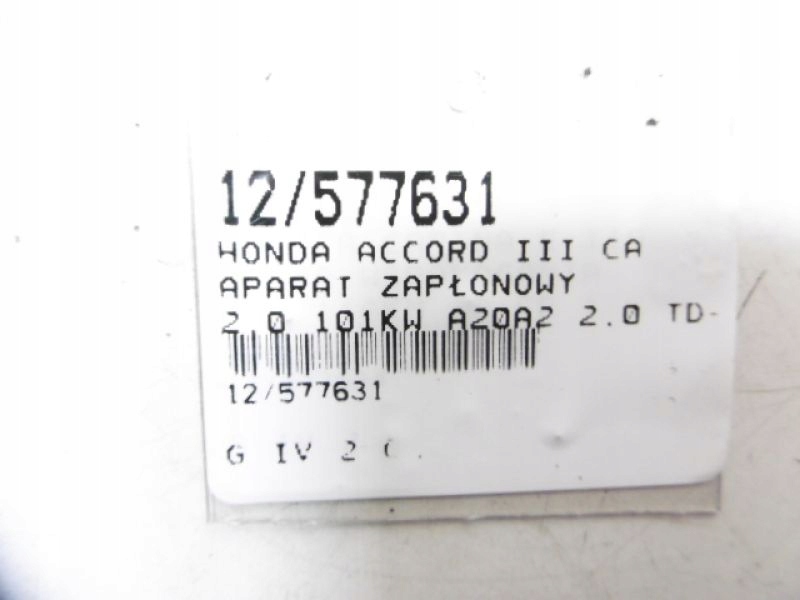 12/577631
HONDA ACCORD III CA
APARAT ZAPŁONOWY
2.0 101KW A20A2 2.0 TD-
12/577631
G IV 2